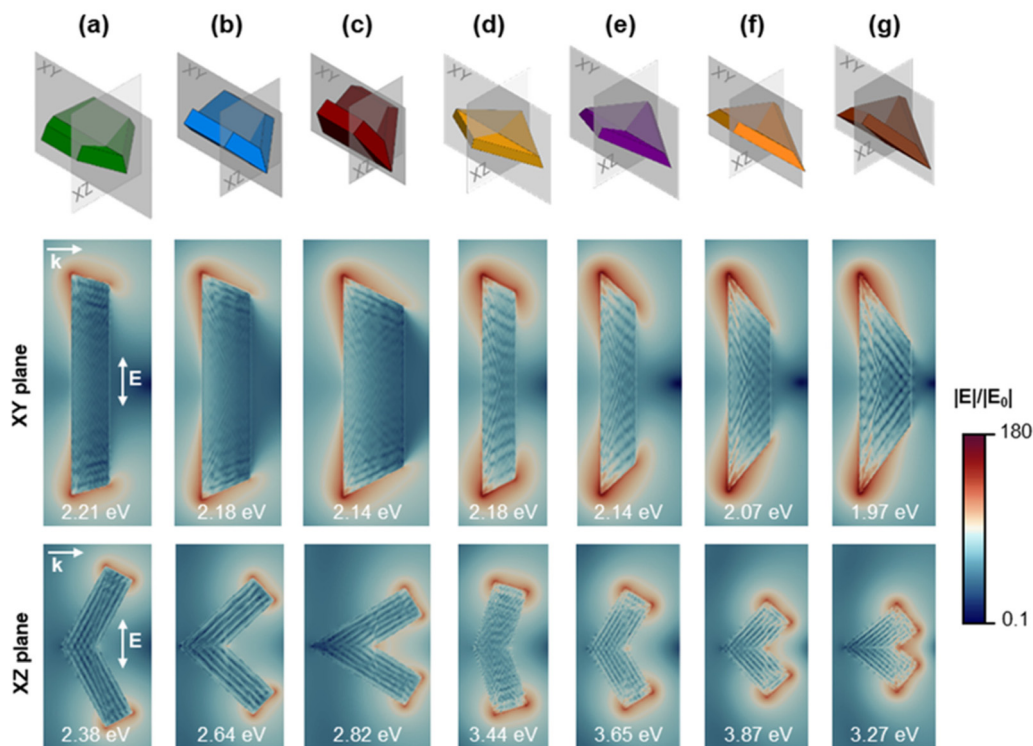 (a) (b) (c) (d) (e) (f) (g)
XY XY XY XY XY XY XY
XZ XZ XZ XZ XZ XZ XZ
k
E
XY plane
2.21 eV 2.18 eV 2.14 eV 2.18 eV 2.14 eV 2.07 eV 1.97 eV
|E|/|E₀|
180
0.1
k
E
XZ plane
2.38 eV 2.64 eV 2.82 eV 3.44 eV 3.65 eV 3.87 eV 3.27 eV